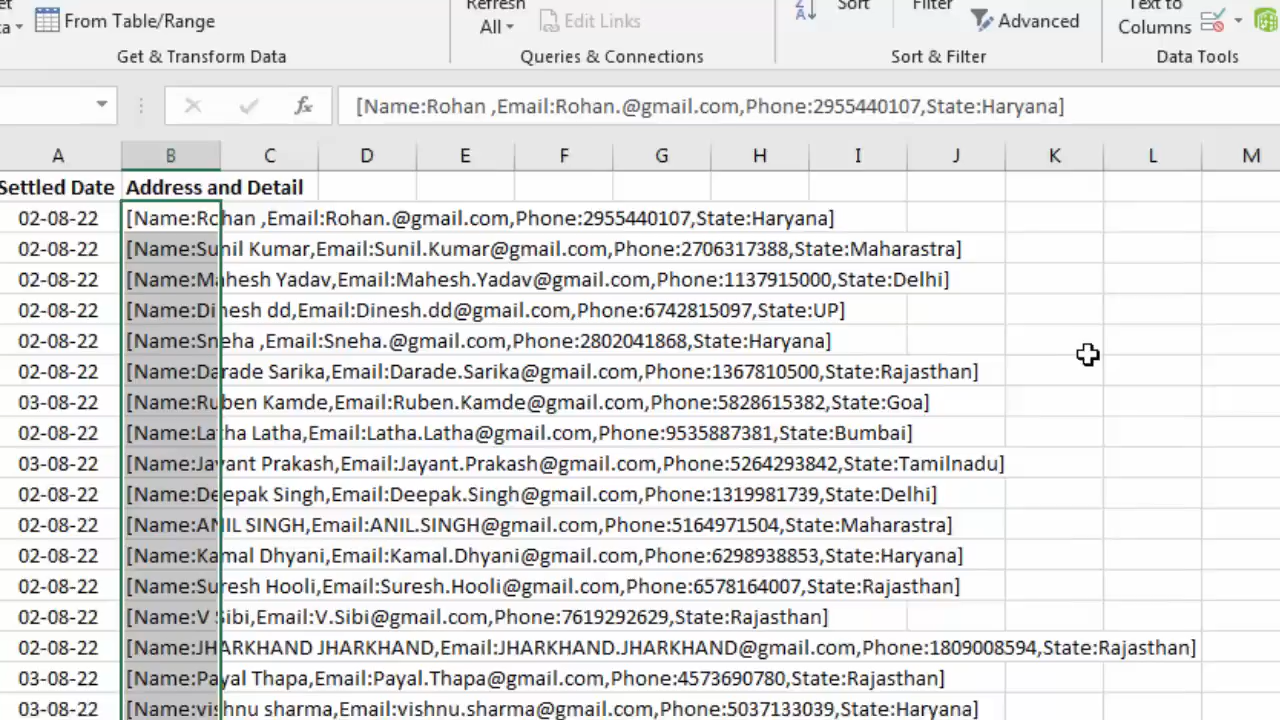 From Table/Range
Refresh
All
Edit Links
Sort
Filter
Advanced
Text to
Columns
Get & Transform Data
Queries & Connections
Sort & Filter
Data Tools
fx
[Name:Rohan ,Email:Rohan.@gmail.com,Phone:2955440107,State:Haryana]
A B C D E F G H I J K L M
Settled Date Address and Detail
02-08-22 [Name:Rohan ,Email:Rohan.@gmail.com,Phone:2955440107,State:Haryana]
02-08-22 [Name:Sunil Kumar,Email:Sunil.Kumar@gmail.com,Phone:2706317388,State:Maharastra]
02-08-22 [Name:Mahesh Yadav,Email:Mahesh.Yadav@gmail.com,Phone:1137915000,State:Delhi]
02-08-22 [Name:Dinesh dd,Email:Dinesh.dd@gmail.com,Phone:6742815097,State:UP]
02-08-22 [Name:Sneha ,Email:Sneha.@gmail.com,Phone:2802041868,State:Haryana]
02-08-22 [Name:Darade Sarika,Email:Darade.Sarika@gmail.com,Phone:1367810500,State:Rajasthan]
03-08-22 [Name:Ruben Kamde,Email:Ruben.Kamde@gmail.com,Phone:5828615382,State:Goa]
02-08-22 [Name:Latha Latha,Email:Latha.Latha@gmail.com,Phone:9535887381,State:Bumbai]
03-08-22 [Name:Jayant Prakash,Email:Jayant.Prakash@gmail.com,Phone:5264293842,State:Tamilnadu]
02-08-22 [Name:Deepak Singh,Email:Deepak.Singh@gmail.com,Phone:1319981739,State:Delhi]
02-08-22 [Name:ANIL SINGH,Email:ANIL.SINGH@gmail.com,Phone:5164971504,State:Maharastra]
02-08-22 [Name:Kamal Dhyani,Email:Kamal.Dhyani@gmail.com,Phone:6298938853,State:Haryana]
02-08-22 [Name:Suresh Hooli,Email:Suresh.Hooli@gmail.com,Phone:6578164007,State:Rajasthan]
02-08-22 [Name:V Sibi,Email:V.Sibi@gmail.com,Phone:7619292629,State:Rajasthan]
02-08-22 [Name:JHARKHAND JHARKHAND,Email:JHARKHAND.JHARKHAND@gmail.com,Phone:1809008594,State:Rajasthan]
03-08-22 [Name:Payal Thapa,Email:Payal.Thapa@gmail.com,Phone:4573690780,State:Rajasthan]
03-08-22 [Name:vishnu sharma,Email:vishnu.sharma@gmail.com,Phone:5037133039,State:Haryana]